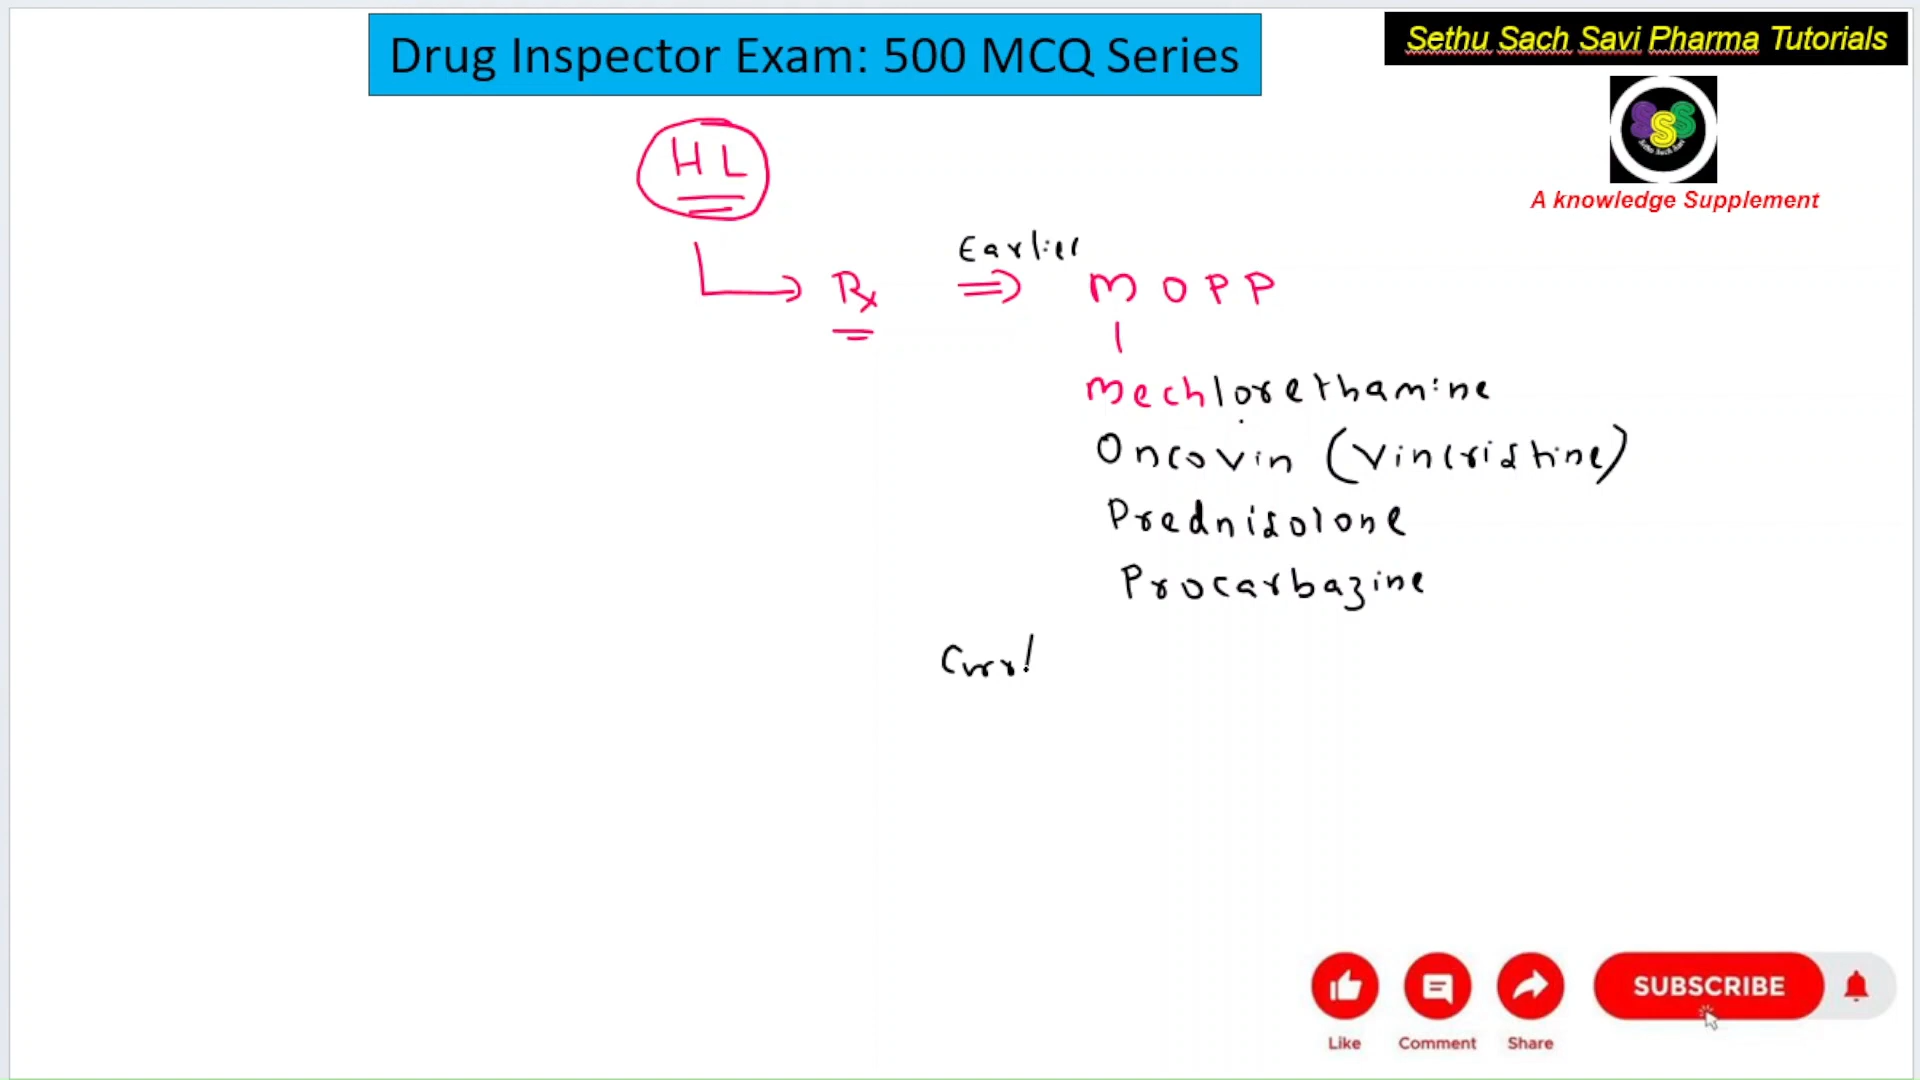 Drug Inspector Exam: 500 MCQ Series
Sethu Sach Savi Pharma Tutorials
SSS
A knowledge Supplement
HL
Rx
Earlier
⇒ MOPP
Mechlorethamine
Oncovin (Vincristine)
Prednisolone
Procarbazine
SUBSCRIBE
Like
Comment
Share